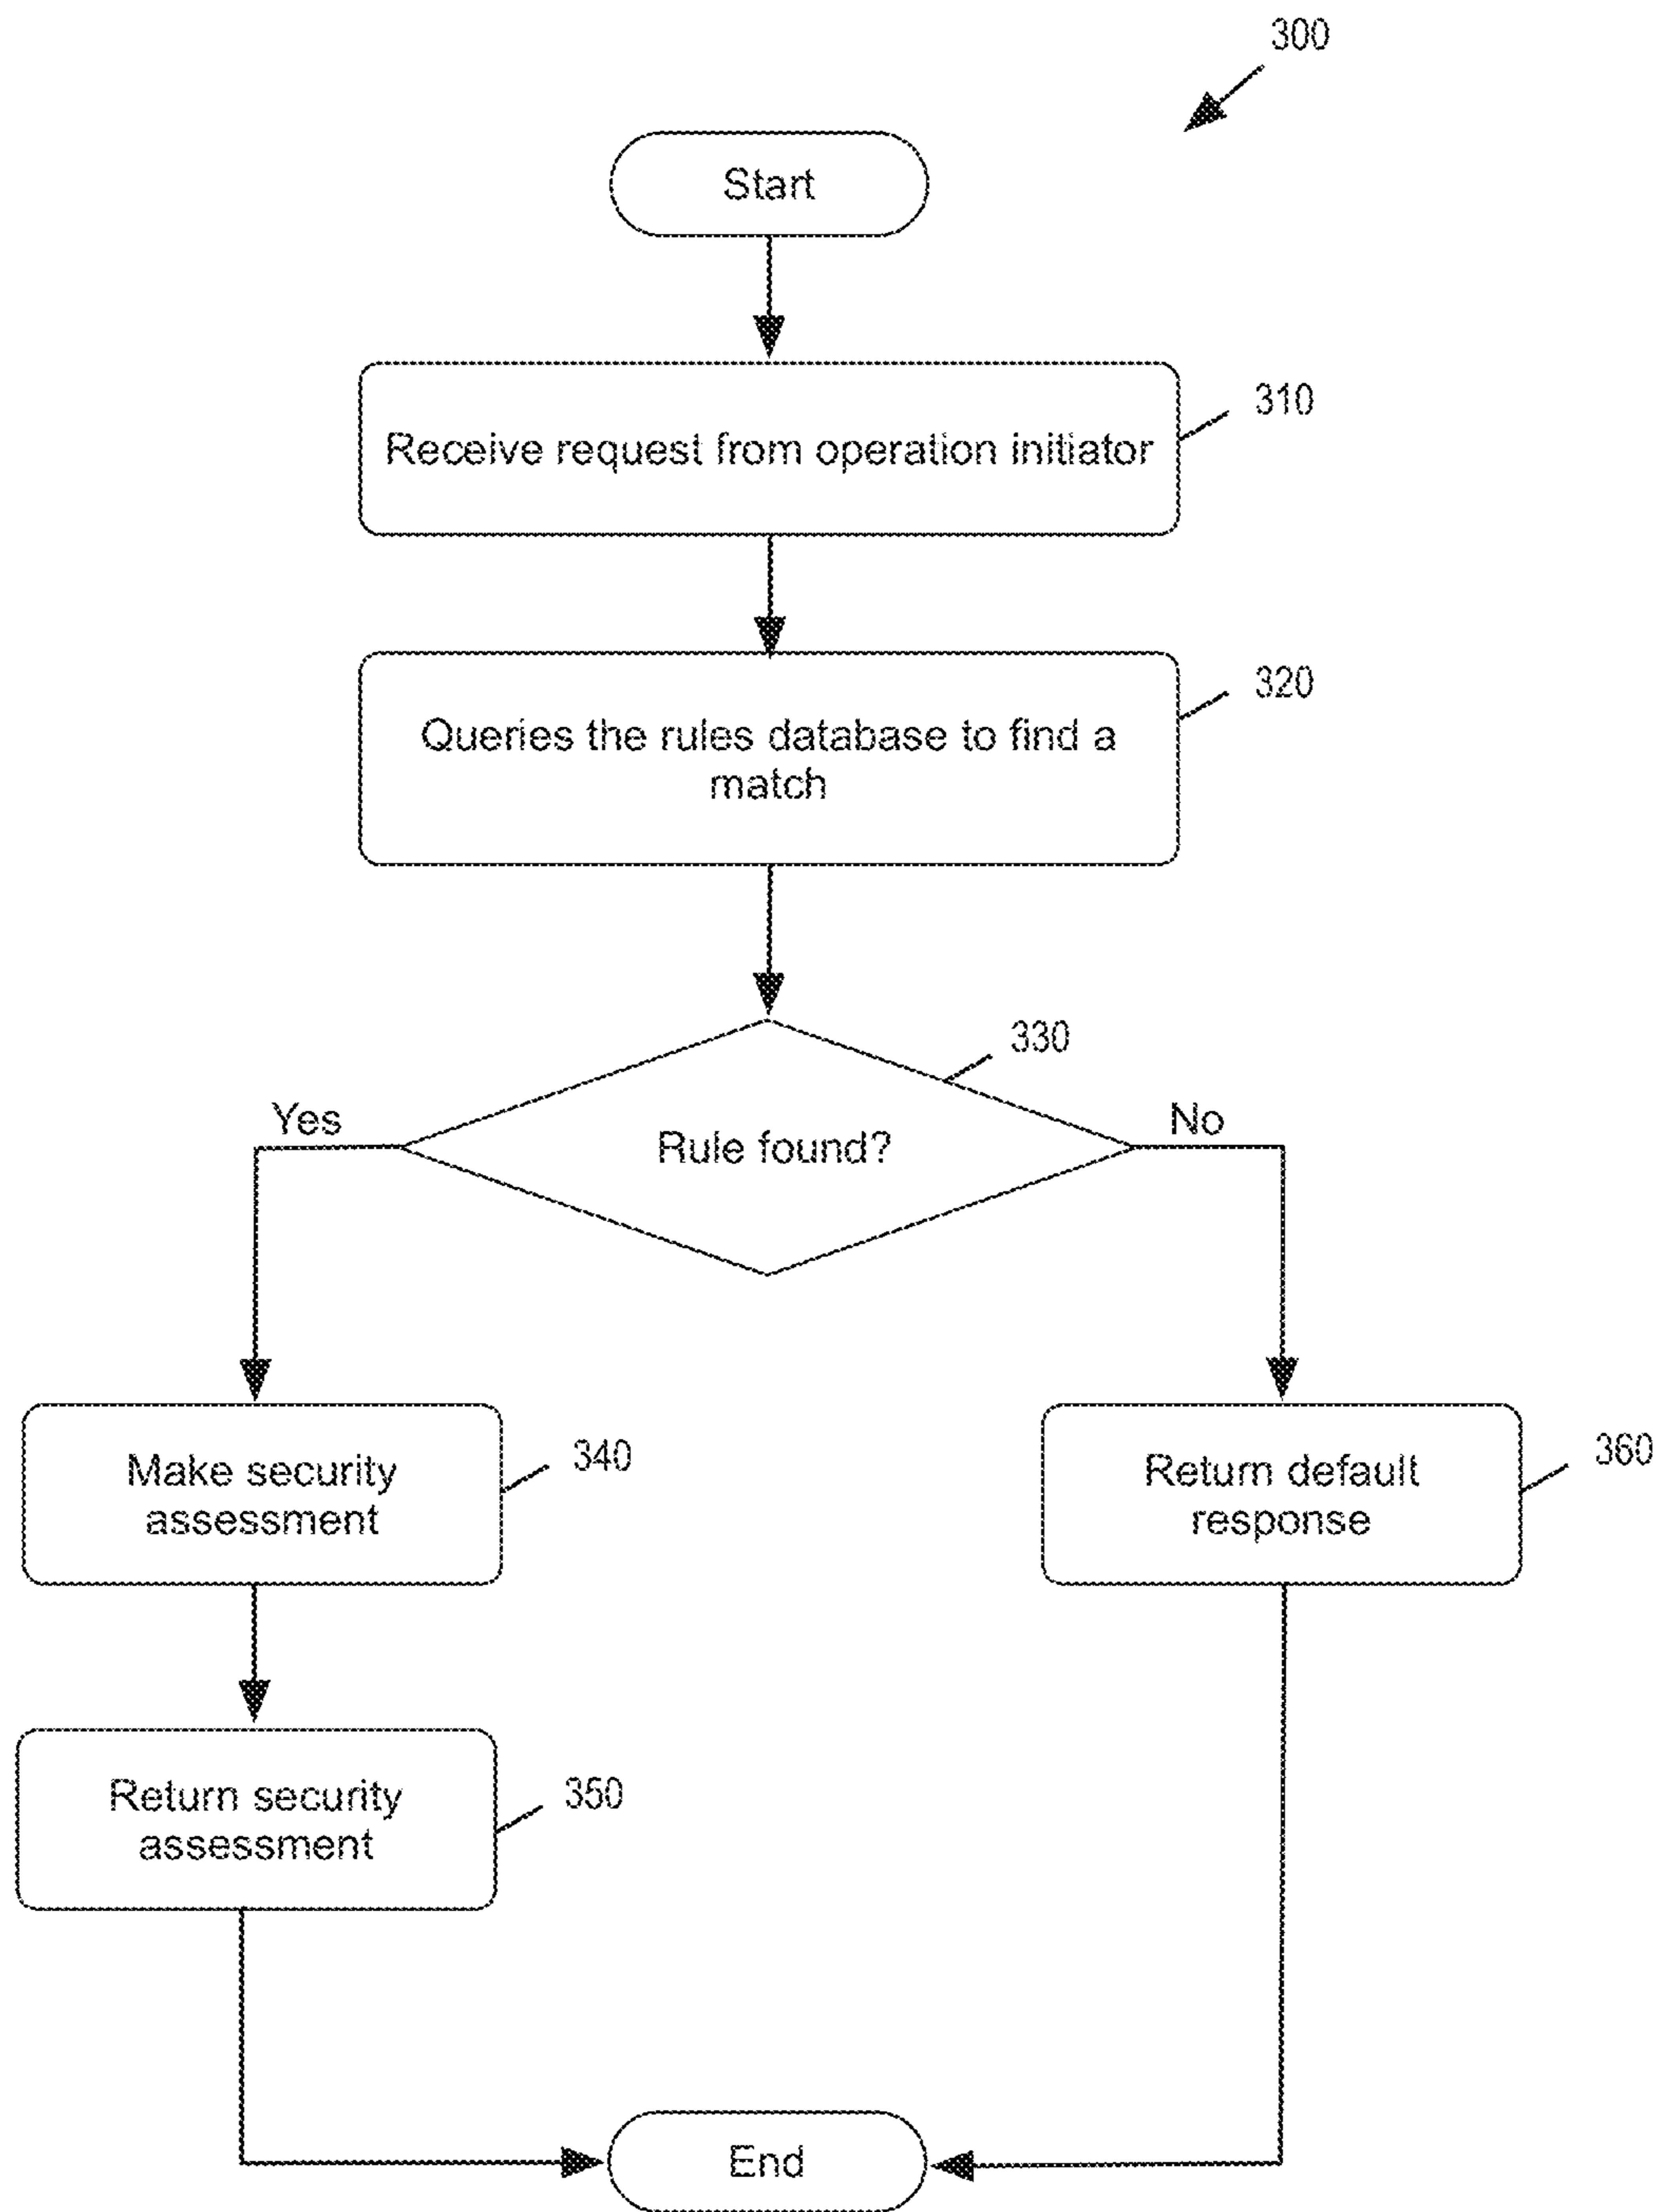 300
Start
310
Receive request from operation initiator
320
Queries the rules database to find a
match
330
Yes
No
Rule found?
340
Make security
assessment
360
Return default
response
350
Return security
assessment
End